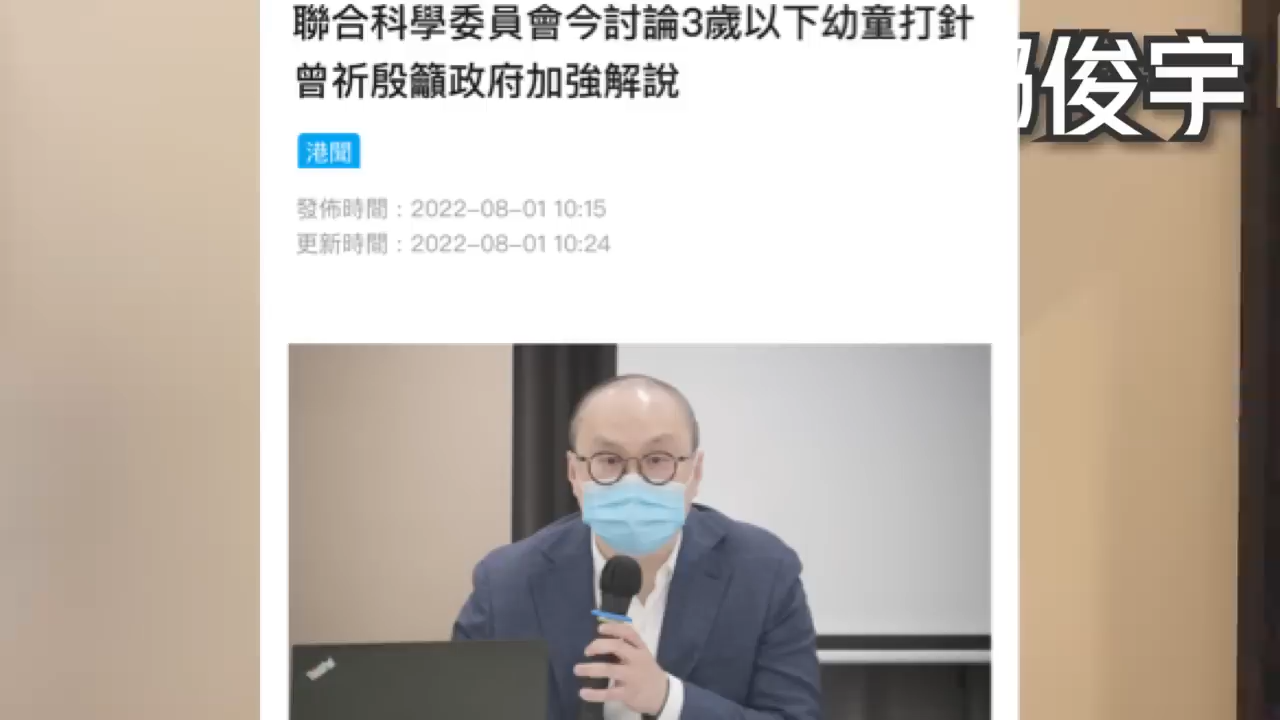 聯合科學委員會今討論3歲以下幼童打針
曾祈殷籲政府加強解說
俊宇
港聞
發佈時間：2022-08-01 10:15
更新時間：2022-08-01 10:24